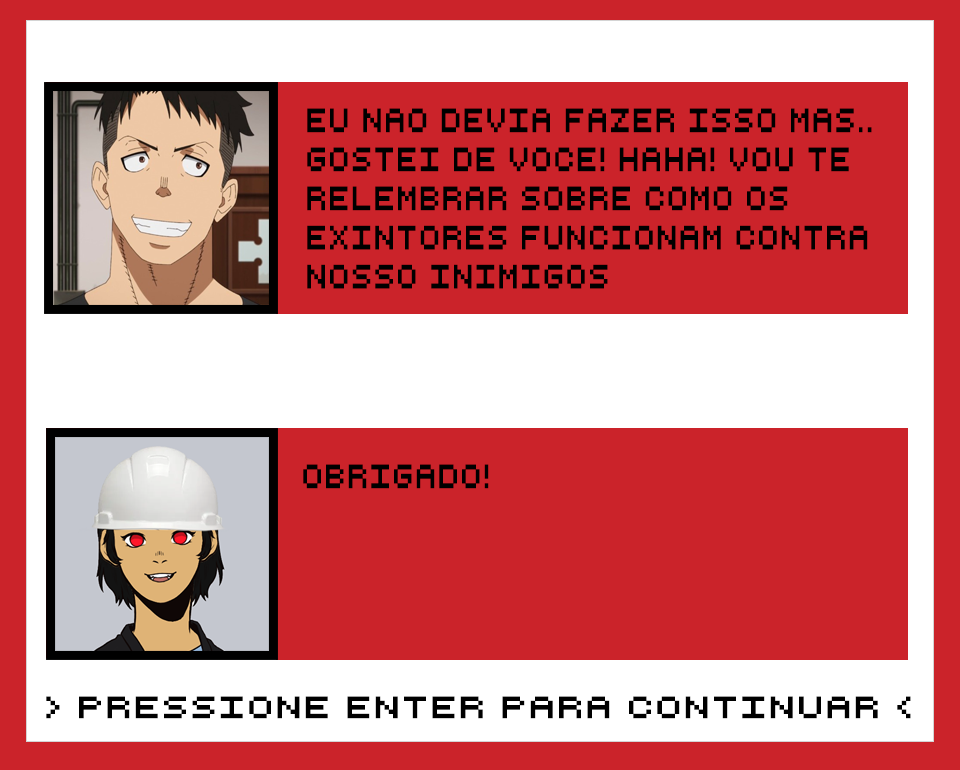 EU NAO DEVIA FAZER ISSO MAS..
GOSTEI DE VOCE! HAHA! VOU TE
RELEMBRAR SOBRE COMO OS
EXINTORES FUNCIONAM CONTRA
NOSSO INIMIGOS
OBRIGADO!
> PRESSIONE ENTER PARA CONTINUAR <